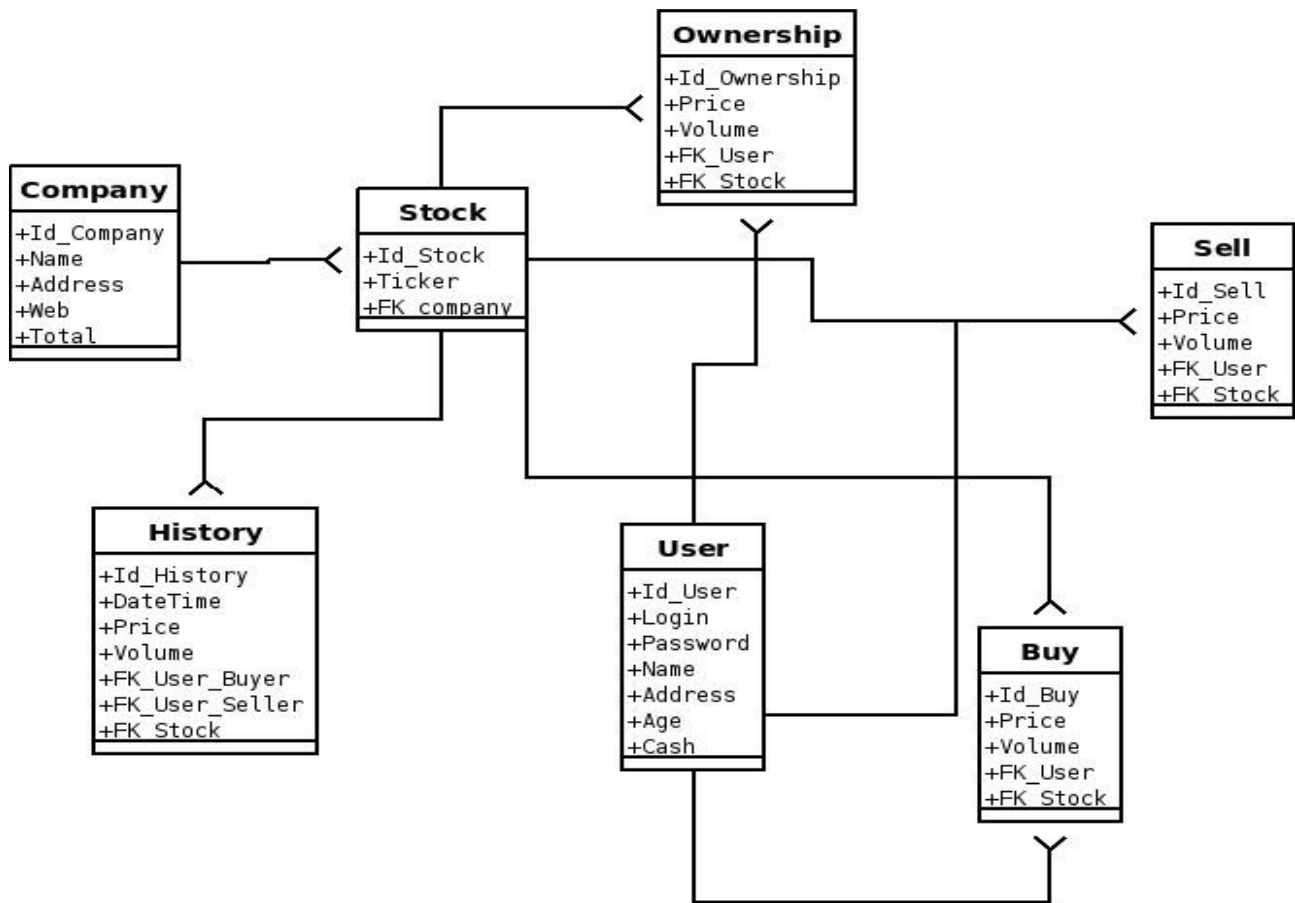 Ownership
+Id_Ownership
+Price
+Volume
+FK_User
+FK_Stock
Company
+Id_Company
+Name
+Address
+Web
+Total
Stock
+Id_Stock
+Ticker
+FK_company
Sell
+Id_Sell
+Price
+Volume
+FK_User
+FK_Stock
History
+Id_History
+DateTime
+Price
+Volume
+FK_User_Buyer
+FK_User_Seller
+FK_Stock
User
+Id_User
+Login
+Password
+Name
+Address
+Age
+Cash
Buy
+Id_Buy
+Price
+Volume
+FK_User
+FK_Stock